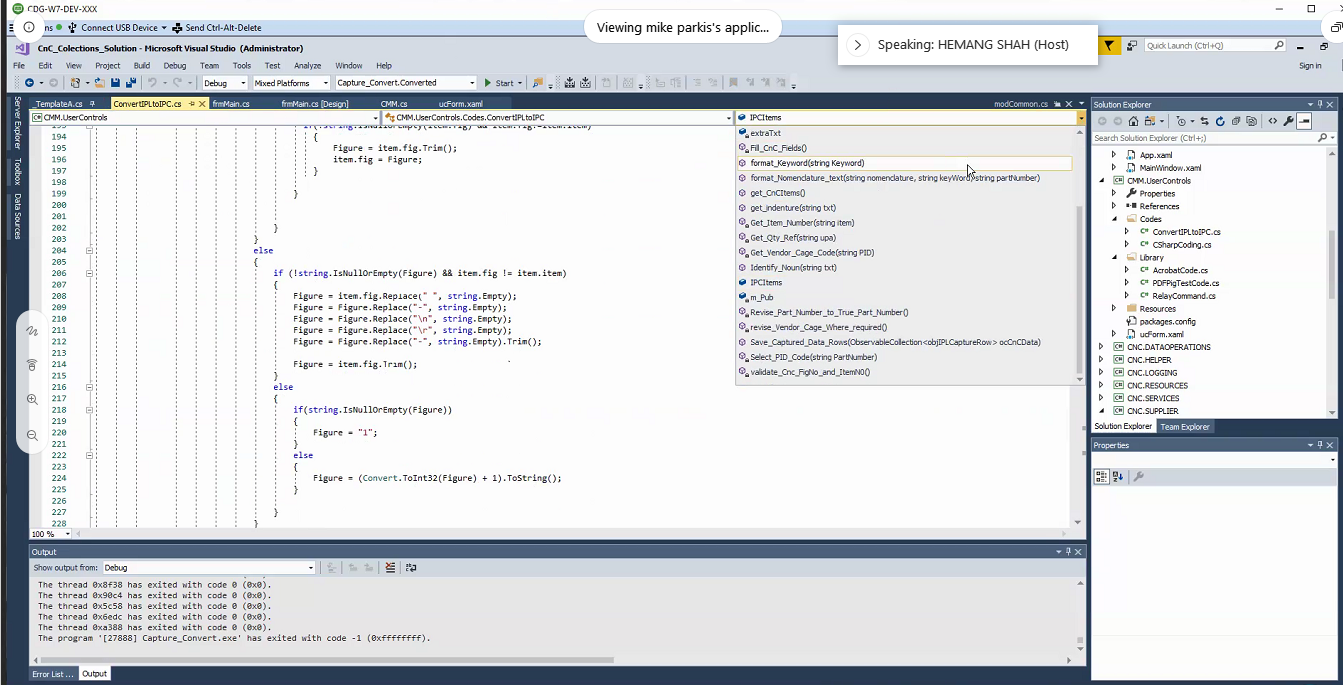 CDG-W7-DEV-XXX
Connect USB Device
Send Ctrl-Alt-Delete
Viewing mike parkis's applic...
Speaking: HEMANG SHAH (Host)
CnC_Colections_Solution - Microsoft Visual Studio (Administrator)
Quick Launch (Ctrl+Q)
File Edit View Project Build Debug Team Tools Test Analyze Window Help
Sign in
Debug Mixed Platforms Capture_Convert.Converted Start
_TemplateA.cs ConvertIPLtoIPC.cs frmMain.cs frmMain.cs [Design] CMM.cs ucForm.xaml modCommon.cs
CMM.UserControls CMM.UserControls.Codes.ConvertIPLtoIPC IPCItems
Server Explorer
Toolbox
Data Sources
193
194 {
195 Figure = item.fig.Trim();
196 item.fig = Figure;
197 }
198
199 }
200
201
202 }
203 }
204 else
205 {
206 if (!string.IsNullOrEmpty(Figure) && item.fig != item.item)
207 {
208 Figure = item.fig.Replace(" ", string.Empty);
209 Figure = Figure.Replace("-", string.Empty);
210 Figure = Figure.Replace("\n", string.Empty);
211 Figure = Figure.Replace("\r", string.Empty);
212 Figure = Figure.Replace("-", string.Empty).Trim();
213
214 Figure = item.fig.Trim();
215 }
216 else
217 {
218 if(string.IsNullOrEmpty(Figure))
219 {
220 Figure = "1";
221 }
222 else
223 {
224 Figure = (Convert.ToInt32(Figure) + 1).ToString();
225 }
226
227 }
228 }
100 %
extraTxt
Fill_CnC_Fields()
format_Keyword(string Keyword)
format_Nomenclature_text(string nomenclature, string keyWord, string partNumber)
get_CnCItems()
get_indenture(string txt)
Get_Item_Number(string item)
Get_Qty_Ref(string upa)
Get_Vendor_Cage_Code(string PID)
Identify_Noun(string txt)
IPCItems
m_Pub
Revise_Part_Number_to_True_Part_Number()
revise_Vendor_Cage_Where_required()
Save_Captured_Data_Rows(ObservableCollection<objIPLCaptureRow> ocCnCData)
Select_PID_Code(string PartNumber)
validate_Cnc_FigNo_and_ItemN0()
Solution Explorer
Search Solution Explorer (Ctrl+;)
App.xaml
MainWindow.xaml
CMM.UserControls
Properties
References
Codes
ConvertIPLtoIPC.cs
CSharpCoding.cs
Library
AcrobatCode.cs
PDFPigTestCode.cs
RelayCommand.cs
Resources
packages.config
ucForm.xaml
CNC.DATAOPERATIONS
CNC.HELPER
CNC.LOGGING
CNC.RESOURCES
CNC.SERVICES
CNC.SUPPLIER
Solution Explorer Team Explorer
Properties
Output
Show output from: Debug
The thread 0x8f38 has exited with code 0 (0x0).
The thread 0x90c4 has exited with code 0 (0x0).
The thread 0x5c58 has exited with code 0 (0x0).
The thread 0x6edc has exited with code 0 (0x0).
The thread 0xa388 has exited with code 0 (0x0).
The program '[27888] Capture_Convert.exe' has exited with code -1 (0xffffffff).
Error List ... Output